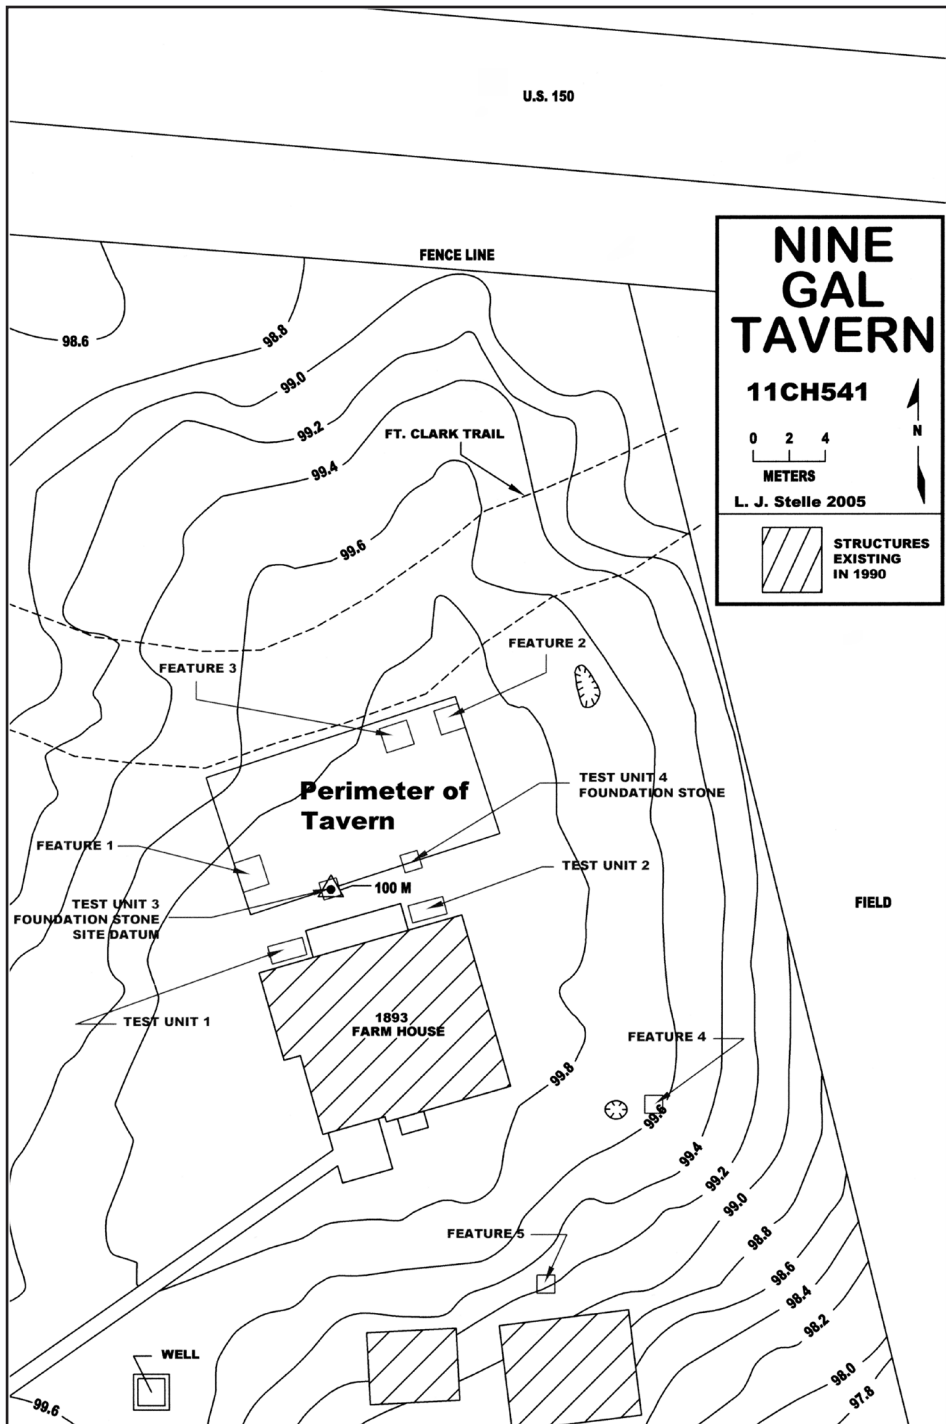 U.S. 150
FENCE LINE
NINE
GAL
TAVERN
11CH541
N
0 2 4
METERS
L. J. Stelle 2005
STRUCTURES
EXISTING
IN 1990
98.6
98.8
99.0
99.2
99.4
99.6
FT. CLARK TRAIL
FEATURE 3
FEATURE 2
Perimeter of
Tavern
TEST UNIT 4
FOUNDATION STONE
FEATURE 1
TEST UNIT 2
100 M
TEST UNIT 3
FOUNDATION STONE
SITE DATUM
FIELD
TEST UNIT 1
1893
FARM HOUSE
FEATURE 4
99.8
99.6
99.4
99.2
99.0
98.8
98.6
98.4
98.2
98.0
97.8
FEATURE 5
WELL
99.6